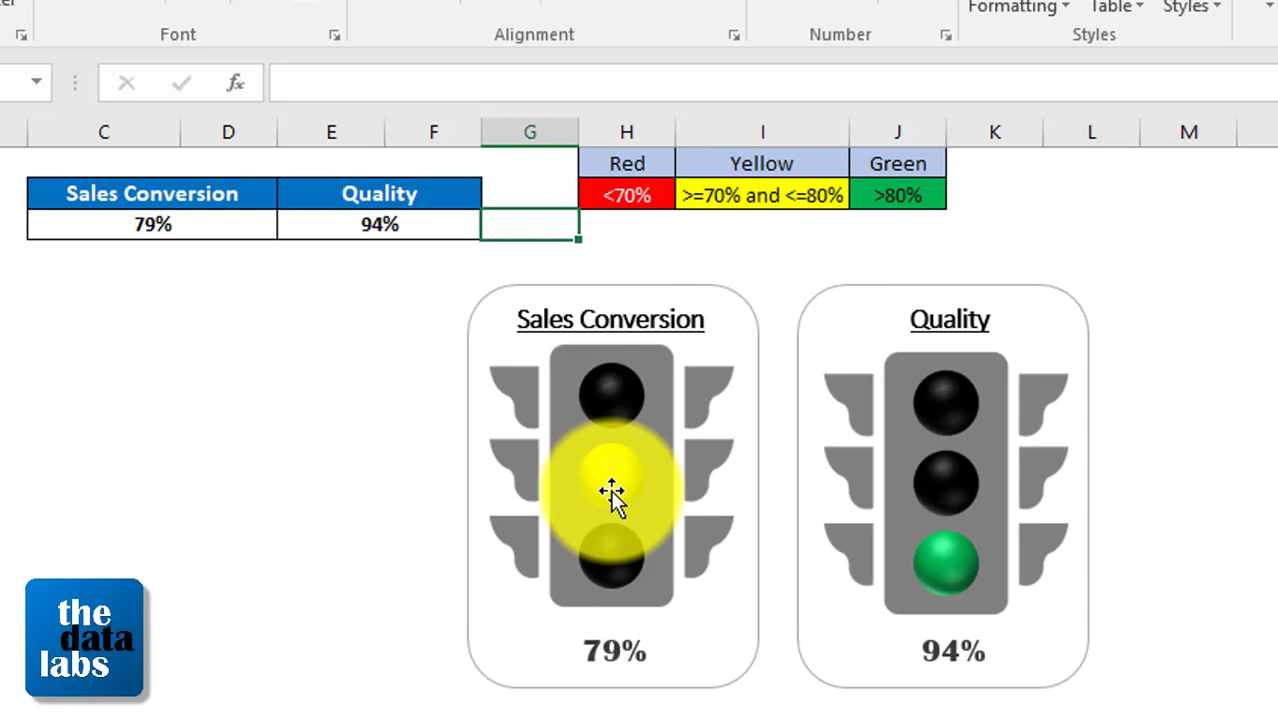 Formatting Table Styles
Font Alignment Number Styles
fx
C D E F G H I J K L M
Red Yellow Green
Sales Conversion Quality <70% >=70% and <=80% >80%
79% 94%
Sales Conversion Quality
79% 94%
the
data
labs